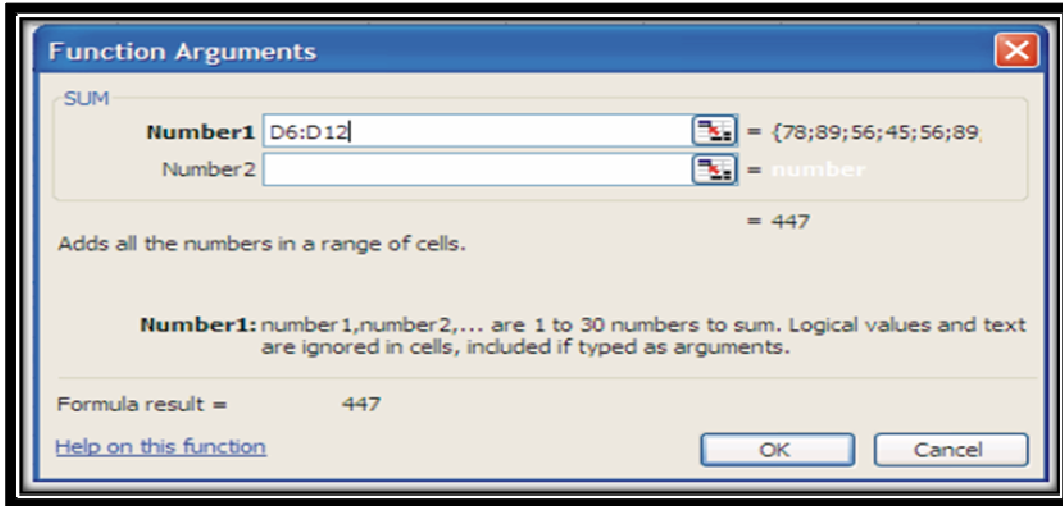 Function Arguments
SUM
Number1 D6:D12 = {78;89;56;45;56;89;
Number2 = number
= 447
Adds all the numbers in a range of cells.
Number1: number1,number2,... are 1 to 30 numbers to sum. Logical values and text
are ignored in cells, included if typed as arguments.
Formula result = 447
Help on this function OK Cancel